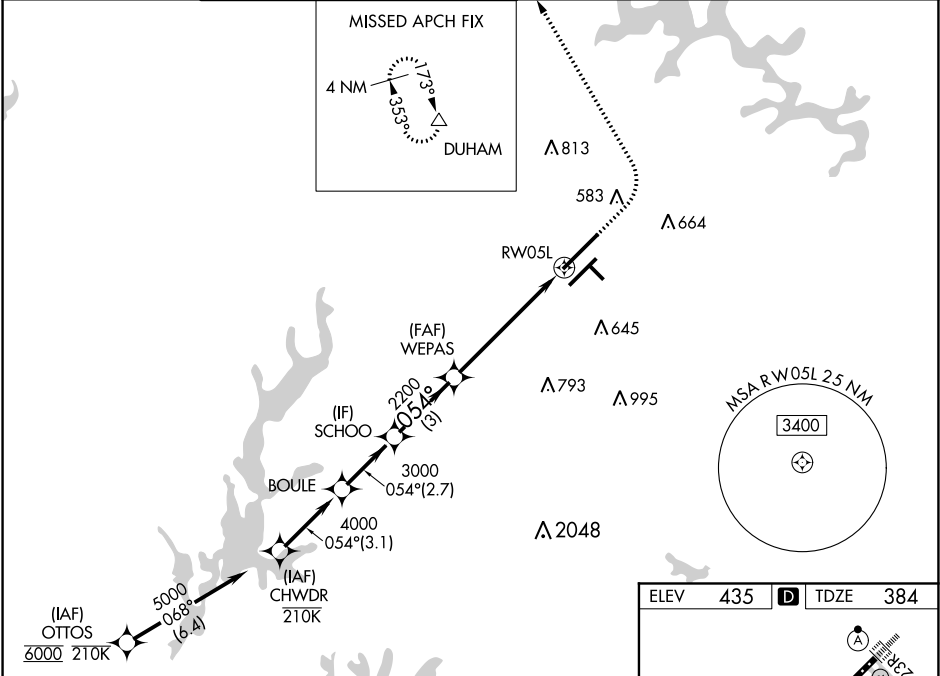 MISSED APCH FIX
4 NM
173°
353°
DUHAM
813
583
664
RW05L
645
(FAF)
WEPAS
793
995
2200
054°
(3)
(IF)
SCHOO
MSA RW05L 25 NM
3400
3000
054°(2.7)
BOULE
4000
054°(3.1)
2048
(IAF)
CHWDR
210K
5000
068°
(6.4)
(IAF)
OTTOS
6000 210K
ELEV 435 D TDZE 384
A
23R